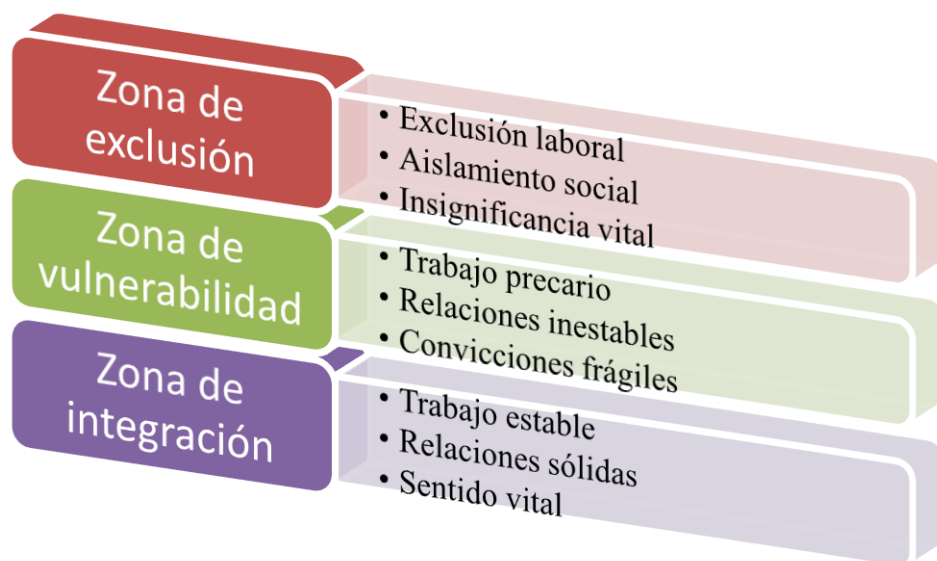 Zona de
exclusión
• Exclusión laboral
• Aislamiento social
• Insignificancia vital
Zona de
vulnerabilidad
• Trabajo precario
• Relaciones inestables
• Convicciones frágiles
Zona de
integración
• Trabajo estable
• Relaciones sólidas
• Sentido vital